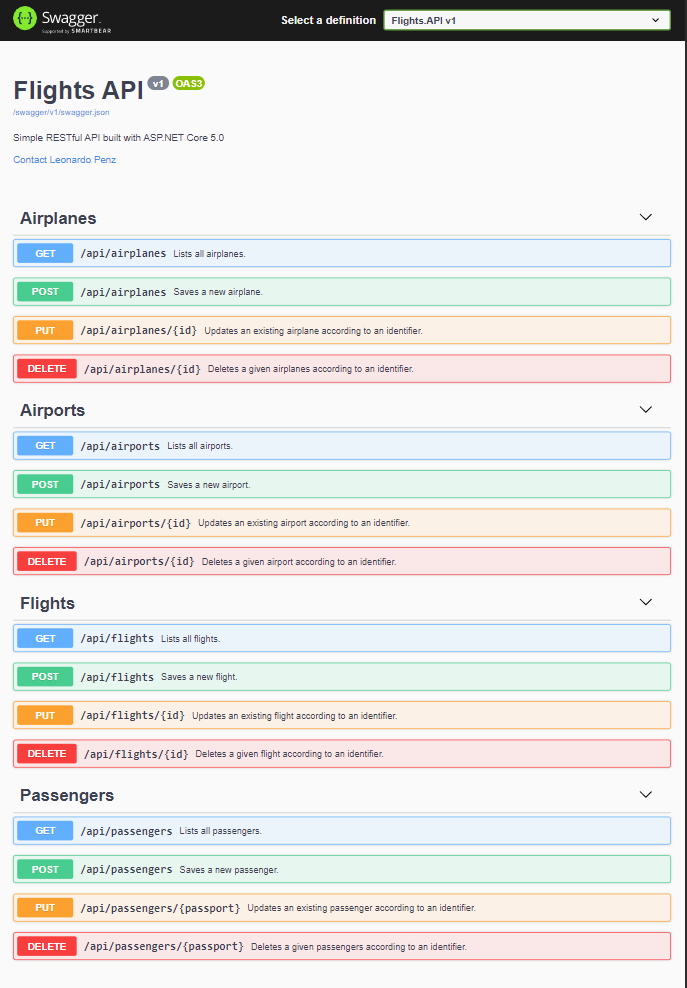 Swagger.
Supported by SMARTBEAR
Select a definition
Flights.API v1
Flights API v1 OAS3
/swagger/v1/swagger.json
Simple RESTful API built with ASP.NET Core 5.0
Contact Leonardo Penz
Airplanes
GET /api/airplanes Lists all airplanes.
POST /api/airplanes Saves a new airplane.
PUT /api/airplanes/{id} Updates an existing airplane according to an identifier.
DELETE /api/airplanes/{id} Deletes a given airplanes according to an identifier.
Airports
GET /api/airports Lists all airports.
POST /api/airports Saves a new airport.
PUT /api/airports/{id} Updates an existing airport according to an identifier.
DELETE /api/airports/{id} Deletes a given airport according to an identifier.
Flights
GET /api/flights Lists all flights.
POST /api/flights Saves a new flight.
PUT /api/flights/{id} Updates an existing flight according to an identifier.
DELETE /api/flights/{id} Deletes a given flight according to an identifier.
Passengers
GET /api/passengers Lists all passengers.
POST /api/passengers Saves a new passenger.
PUT /api/passengers/{passport} Updates an existing passenger according to an identifier.
DELETE /api/passengers/{passport} Deletes a given passengers according to an identifier.